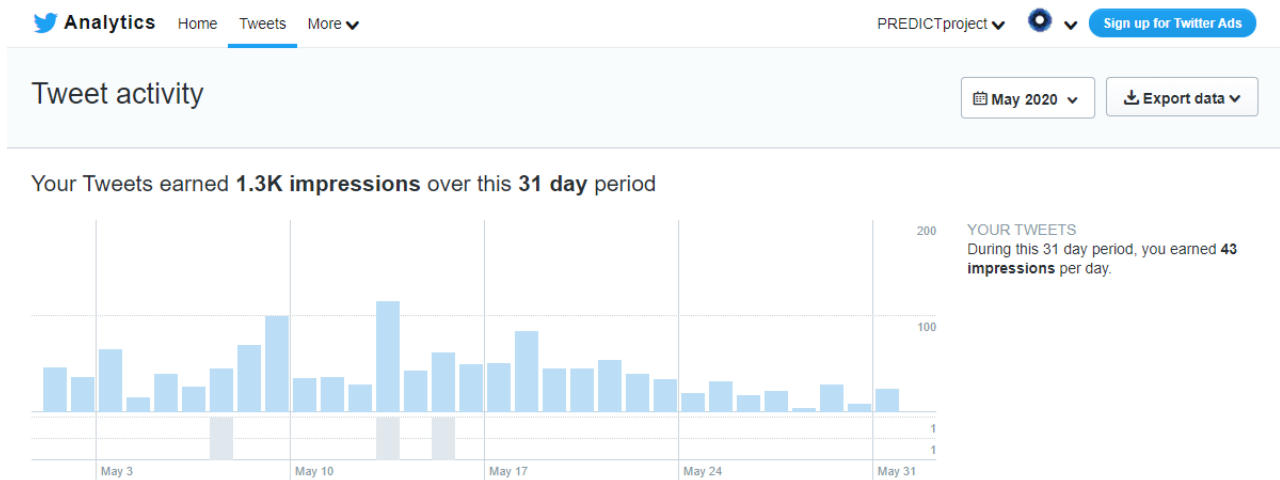 Analytics Home Tweets More PREDICTproject Sign up for Twitter Ads
Tweet activity May 2020 Export data
Your Tweets earned 1.3K impressions over this 31 day period
200
YOUR TWEETS
During this 31 day period, you earned 43
impressions per day.
100
1
1
May 3 May 10 May 17 May 24 May 31